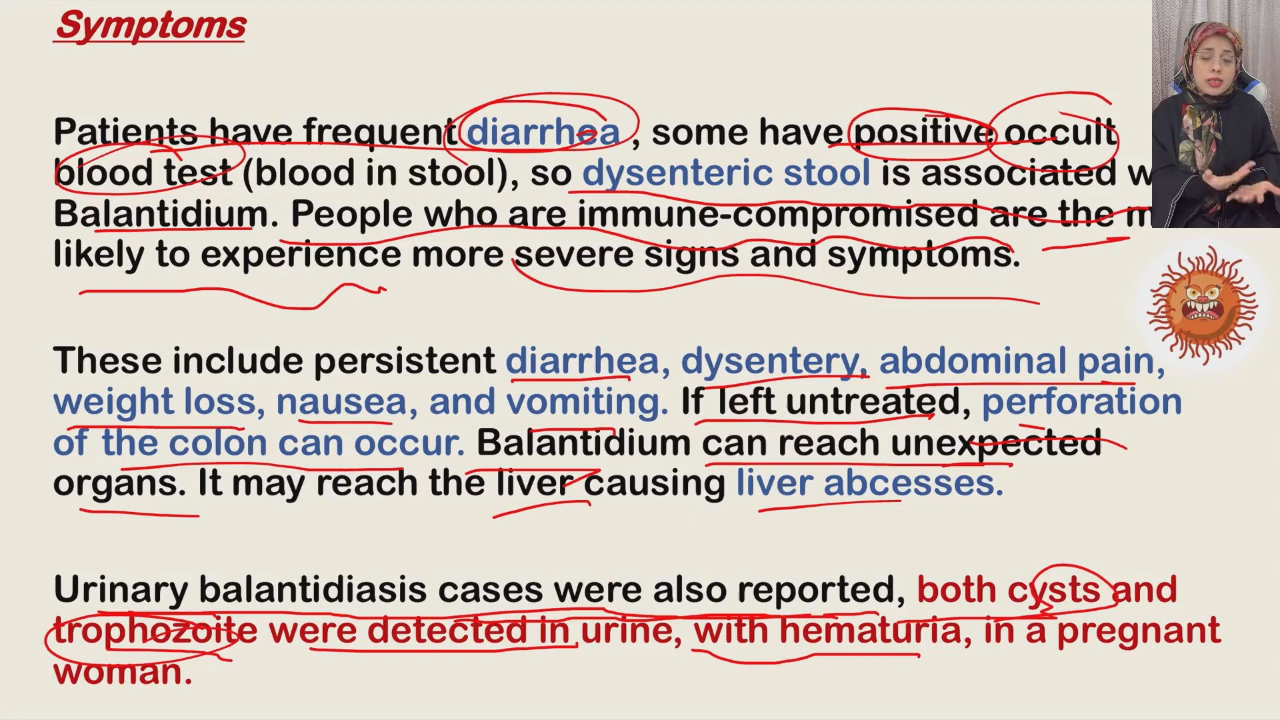 Symptoms
Patients have frequent diarrhea , some have positive occult
blood test (blood in stool), so dysenteric stool is associated
Balantidium. People who are immune-compromised are the
likely to experience more severe signs and symptoms.
These include persistent diarrhea, dysentery, abdominal pain,
weight loss, nausea, and vomiting. If left untreated, perforation
of the colon can occur. Balantidium can reach unexpected
organs. It may reach the liver causing liver abcesses.
Urinary balantidiasis cases were also reported, both cysts and
trophozoite were detected in urine, with hematuria, in a pregnant
woman.